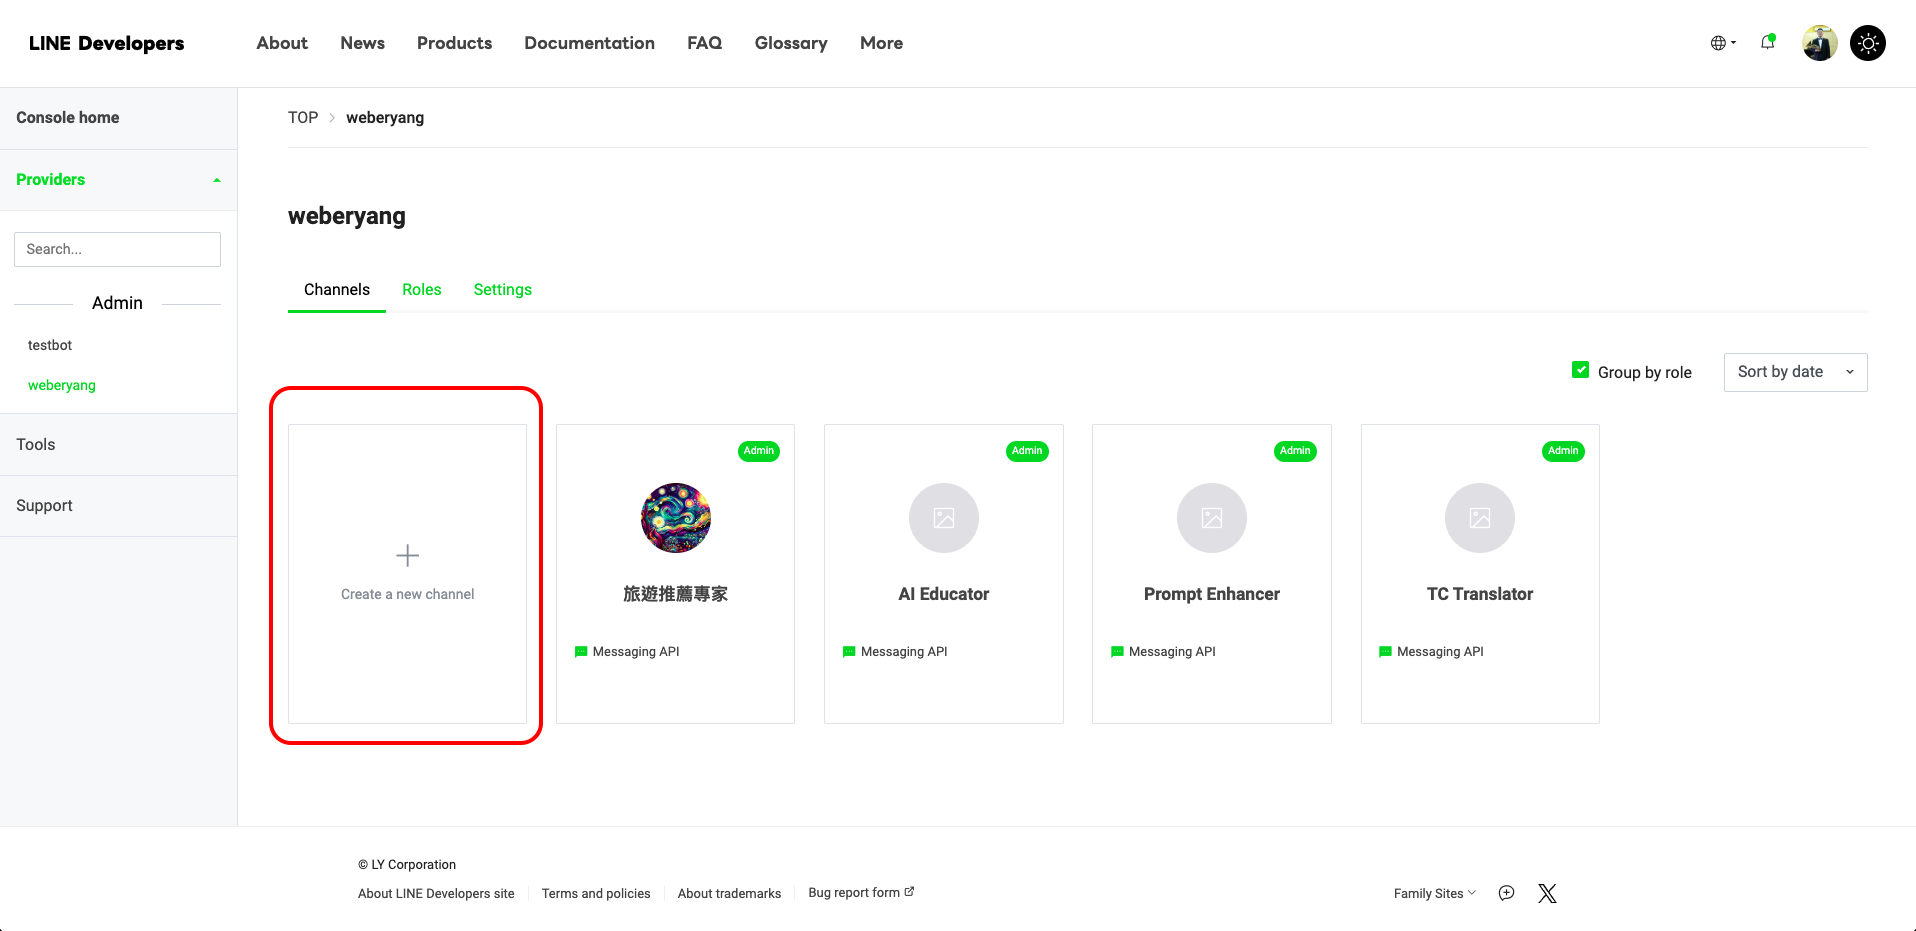 LINE Developers
About
News
Products
Documentation
FAQ
Glossary
More
Console home
Providers
Search...
Admin
testbot
weberyang
Tools
Support
TOP
weberyang
weberyang
Channels
Roles
Settings
Group by role
Sort by date
Create a new channel
Admin
旅遊推薦專家
Messaging API
Admin
AI Educator
Messaging API
Admin
Prompt Enhancer
Messaging API
Admin
TC Translator
Messaging API
© LY Corporation
About LINE Developers site
Terms and policies
About trademarks
Bug report form
Family Sites